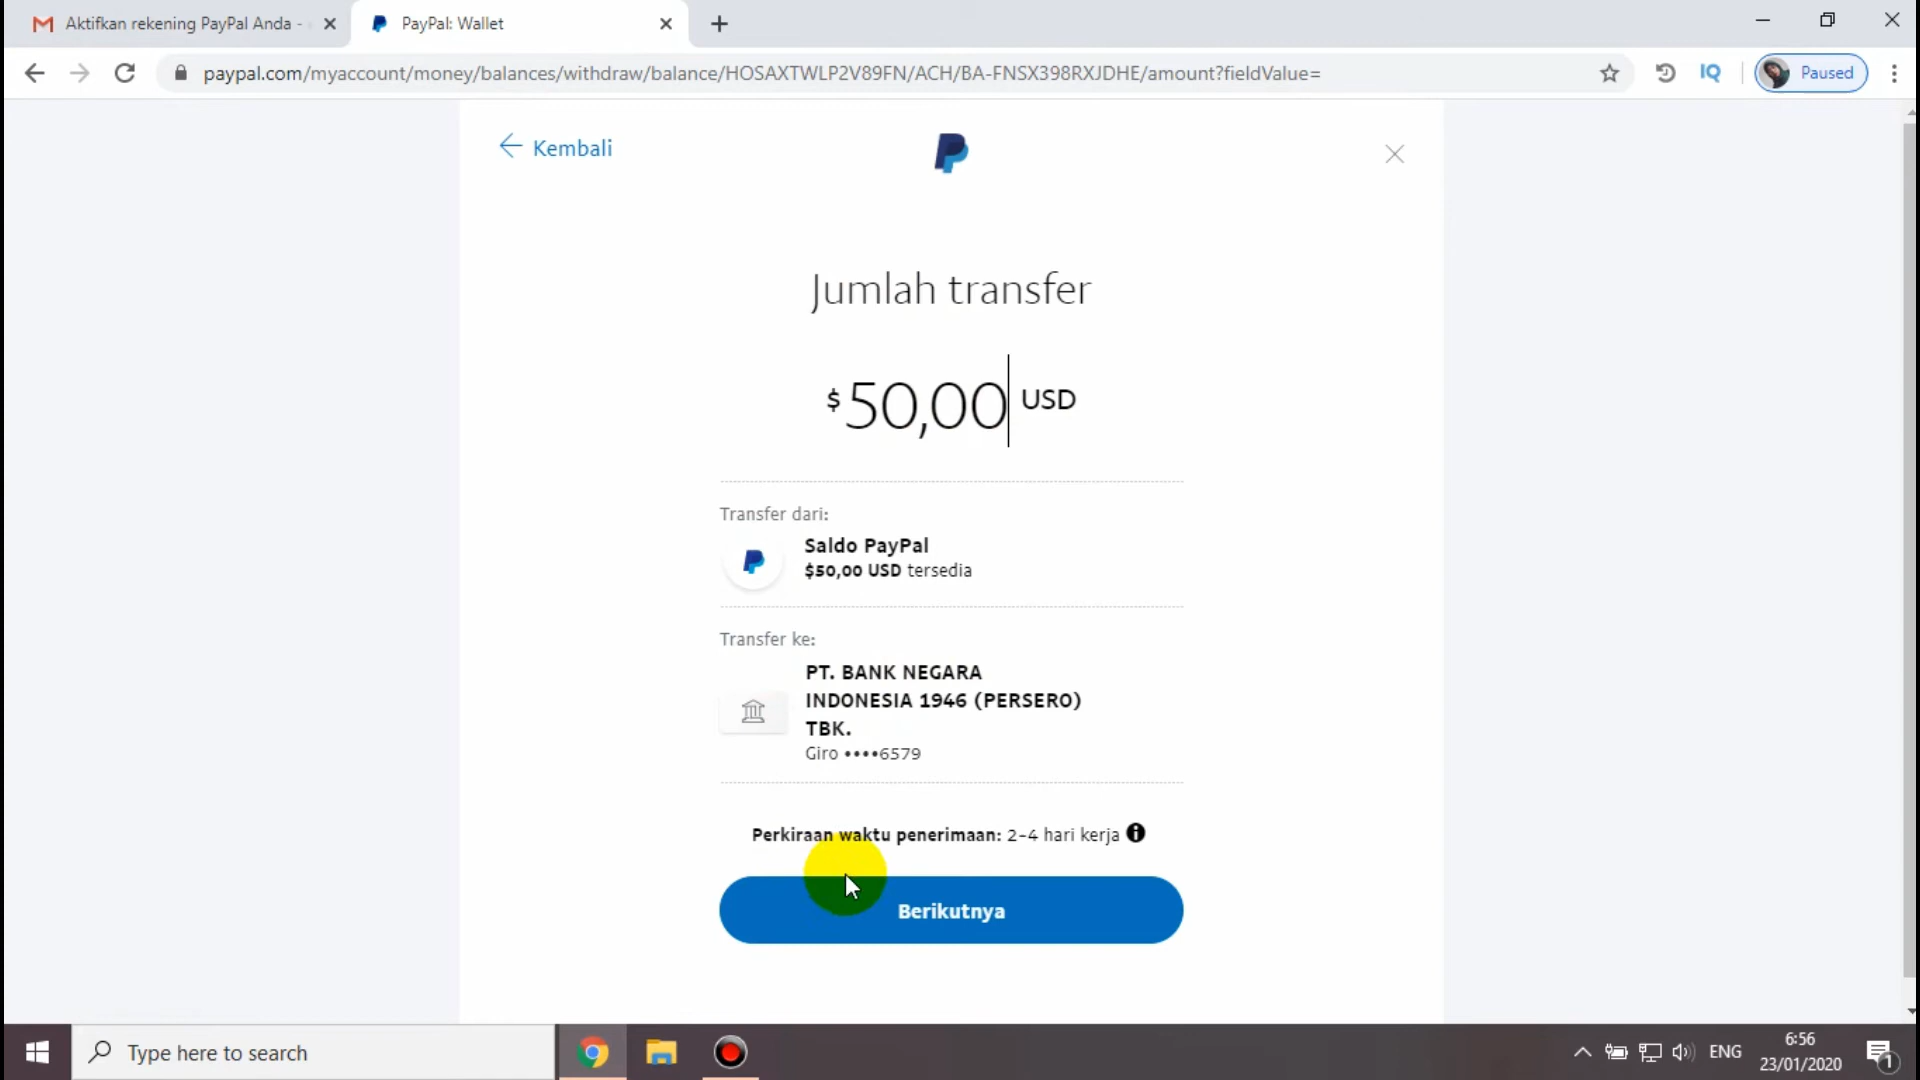 Aktifkan rekening PayPal Anda -
PayPal: Wallet
paypal.com/myaccount/money/balances/withdraw/balance/HOSAXTWLP2V89FN/ACH/BA-FNSX398RXJDHE/amount?fieldValue=
IQ
Paused
Kembali
Jumlah transfer
$50,00 USD
Transfer dari:
Saldo PayPal
$50,00 USD tersedia
Transfer ke:
PT. BANK NEGARA
INDONESIA 1946 (PERSERO)
TBK.
Giro ••••6579
Perkiraan waktu penerimaan: 2-4 hari kerja
Berikutnya
Type here to search
ENG
6:56
23/01/2020
1